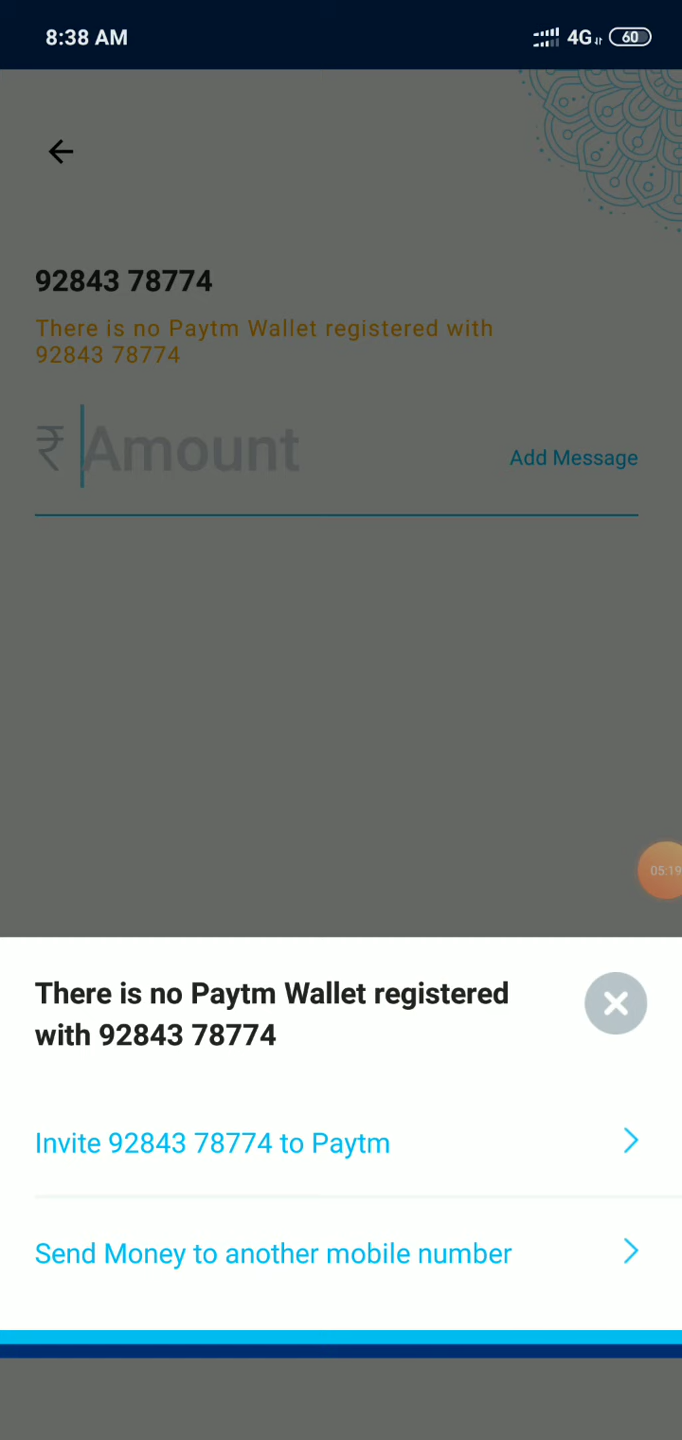 8:38 AM
4G
60
92843 78774
There is no Paytm Wallet registered with
92843 78774
₹ Amount
Add Message
05:19
There is no Paytm Wallet registered
with 92843 78774
Invite 92843 78774 to Paytm
Send Money to another mobile number